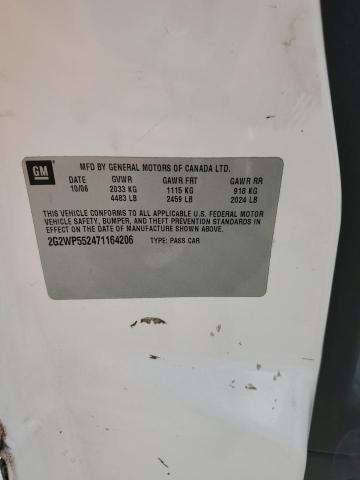 GM
MFD BY GENERAL MOTORS OF CANADA LTD.
DATE GVWR GAWR FRT GAWR RR
10/06 2033 KG 1115 KG 918 KG
4483 LB 2459 LB 2024 LB
THIS VEHICLE CONFORMS TO ALL APPLICABLE U.S. FEDERAL MOTOR
VEHICLE SAFETY, BUMPER, AND THEFT PREVENTION STANDARDS
IN EFFECT ON THE DATE OF MANUFACTURE SHOWN ABOVE.
2G2WP552471164206 TYPE: PASS CAR